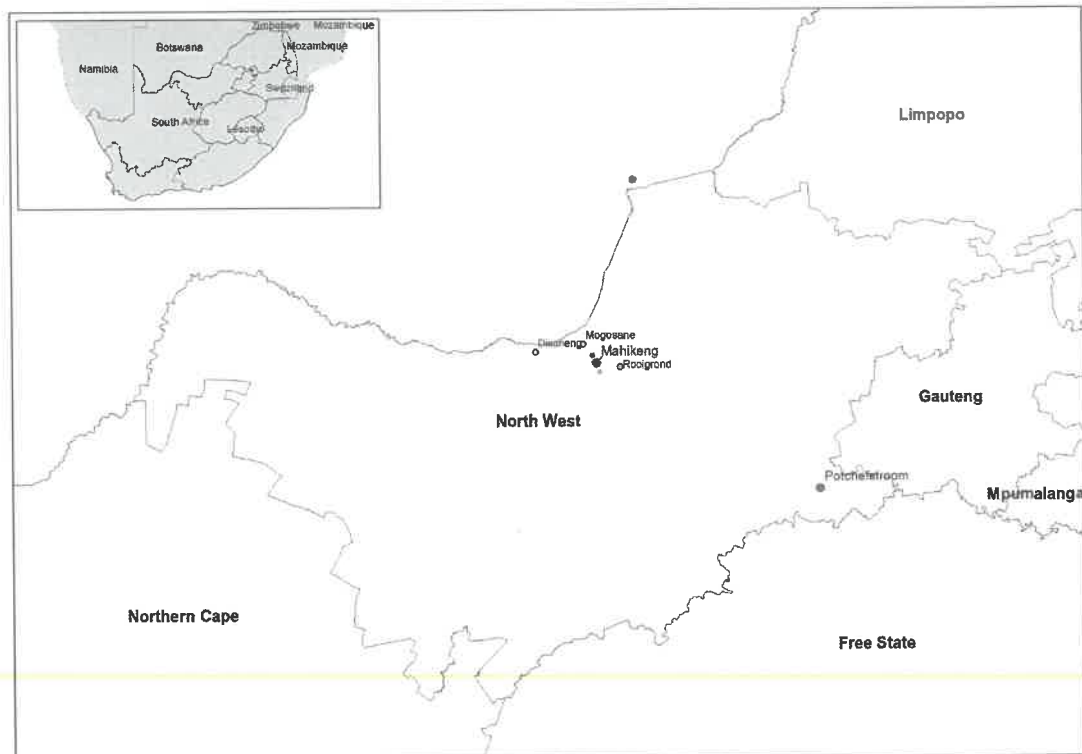 Zimbabwe Mozambique
Botswana
Mozambique
Namibia
Swaziland
South Africa
Lesotho
Limpopo
Mogosane
Mahikeng
Rooigrond
North West
Gauteng
Potchefstroom
Mpumalanga
Northern Cape
Free State